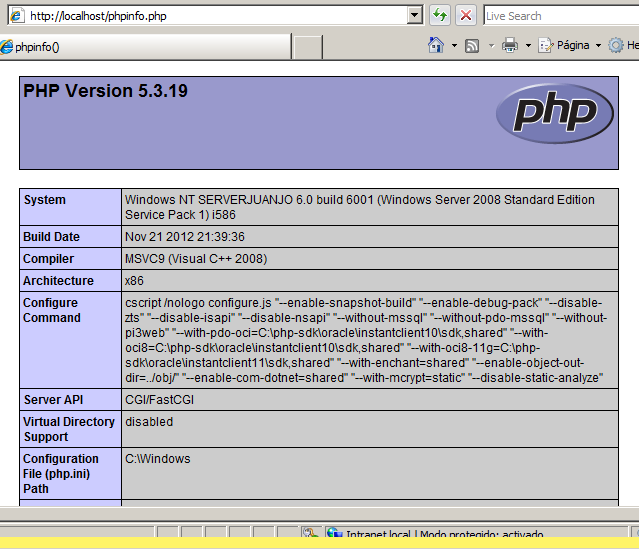 http://localhost/phpinfo.php
Live Search
phpinfo()
Página
He
PHP Version 5.3.19
php
System
Windows NT SERVERJUANJO 6.0 build 6001 (Windows Server 2008 Standard Edition
Service Pack 1) i586
Build Date
Nov 21 2012 21:39:36
Compiler
MSVC9 (Visual C++ 2008)
Architecture
x86
Configure
Command
cscript /nologo configure.js "--enable-snapshot-build" "--enable-debug-pack" "--disable-
zts" "--disable-isapi" "--disable-nsapi" "--without-mssql" "--without-pdo-mssql" "--without-
pi3web" "--with-pdo-oci=C:\php-sdk\oracle\instantclient10\sdk,shared" "--with-
oci8=C:\php-sdk\oracle\instantclient10\sdk,shared" "--with-oci8-11g=C:\php-
sdk\oracle\instantclient11\sdk,shared" "--with-enchant=shared" "--enable-object-out-
dir=../obj/" "--enable-com-dotnet=shared" "--with-mcrypt=static" "--disable-static-analyze"
Server API
CGI/FastCGI
Virtual Directory
Support
disabled
Configuration
File (php.ini)
Path
C:\Windows
Intranet local | Modo protegido: activado